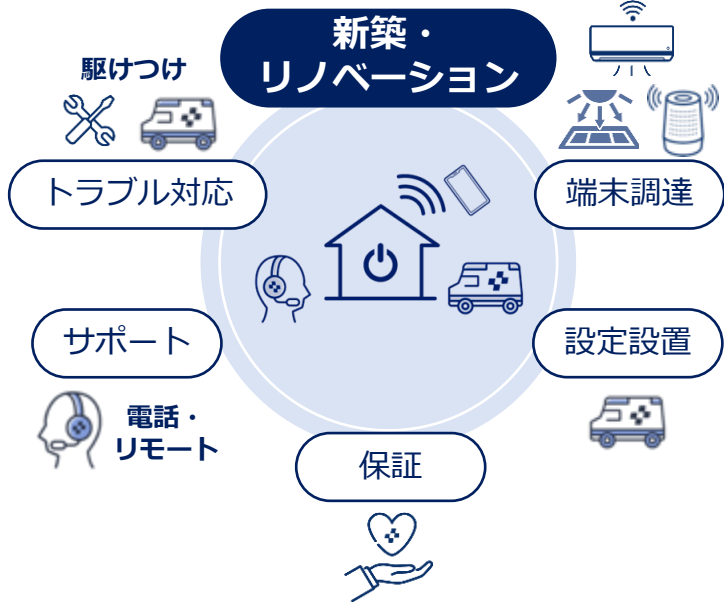 新築・
リノベーション
駆けつけ
トラブル対応
端末調達
サポート
設定設置
電話・
リモート
保証